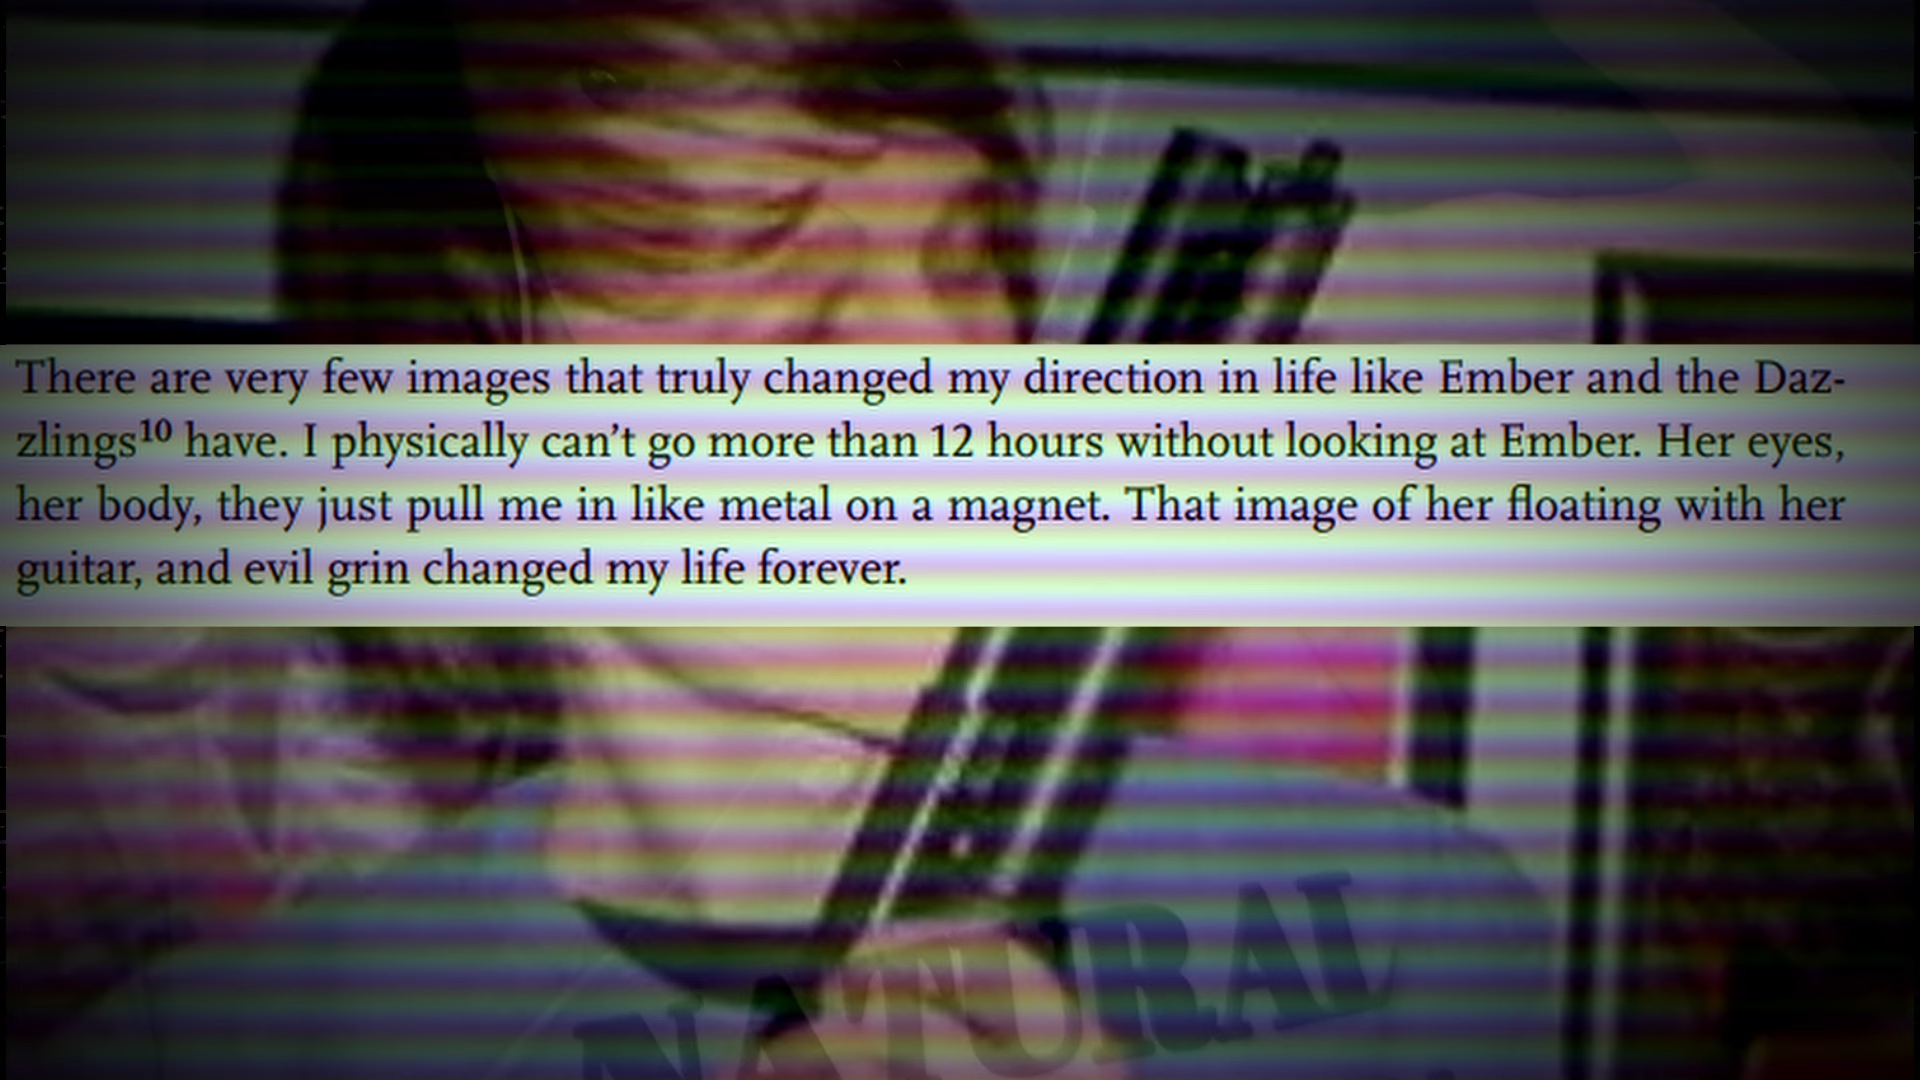 There are very few images that truly changed my direction in life like Ember and the Daz-
zlings¹⁰ have. I physically can’t go more than 12 hours without looking at Ember. Her eyes,
her body, they just pull me in like metal on a magnet. That image of her floating with her
guitar, and evil grin changed my life forever.
NATURAL